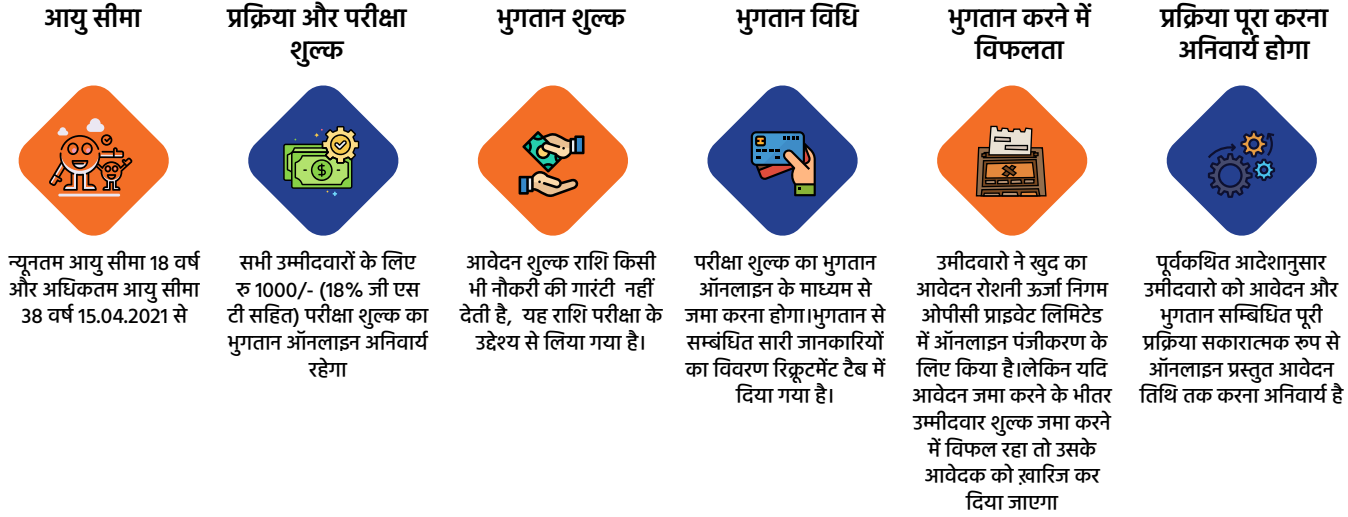 आयु सीमा
न्यूनतम आयु सीमा 18 वर्ष
और अधिकतम आयु सीमा
38 वर्ष 15.04.2021 से
प्रक्रिया और परीक्षा
शुल्क
सभी उम्मीदवारों के लिए
रु 1000/- (18% जी एस
टी सहित) परीक्षा शुल्क का
भुगतान ऑनलाइन अनिवार्य
रहेगा
भुगतान शुल्क
आवेदन शुल्क राशि किसी
भी नौकरी की गारंटी नहीं
देती है, यह राशि परीक्षा के
उद्देश्य से लिया गया है।
भुगतान विधि
परीक्षा शुल्क का भुगतान
ऑनलाइन के माध्यम से
जमा करना होगा।भुगतान से
सम्बंधित सारी जानकारियों
का विवरण रिक्रूटमेंट टैब में
दिया गया है।
भुगतान करने में
विफलता
उमीदवारो ने खुद का
आवेदन रोशनी ऊर्जा निगम
ओपीसी प्राइवेट लिमिटेड
में ऑनलाइन पंजीकरण के
लिए किया है।लेकिन यदि
आवेदन जमा करने के भीतर
उम्मीदवार शुल्क जमा करने
में विफल रहा तो उसके
आवेदक को ख़ारिज कर
दिया जाएगा
प्रक्रिया पूरा करना
अनिवार्य होगा
पूर्वकथित आदेशानुसार
उमीदवारो को आवेदन और
भुगतान सम्बिधित पूरी
प्रक्रिया सकारात्मक रूप से
ऑनलाइन प्रस्तुत आवेदन
तिथि तक करना अनिवार्य है